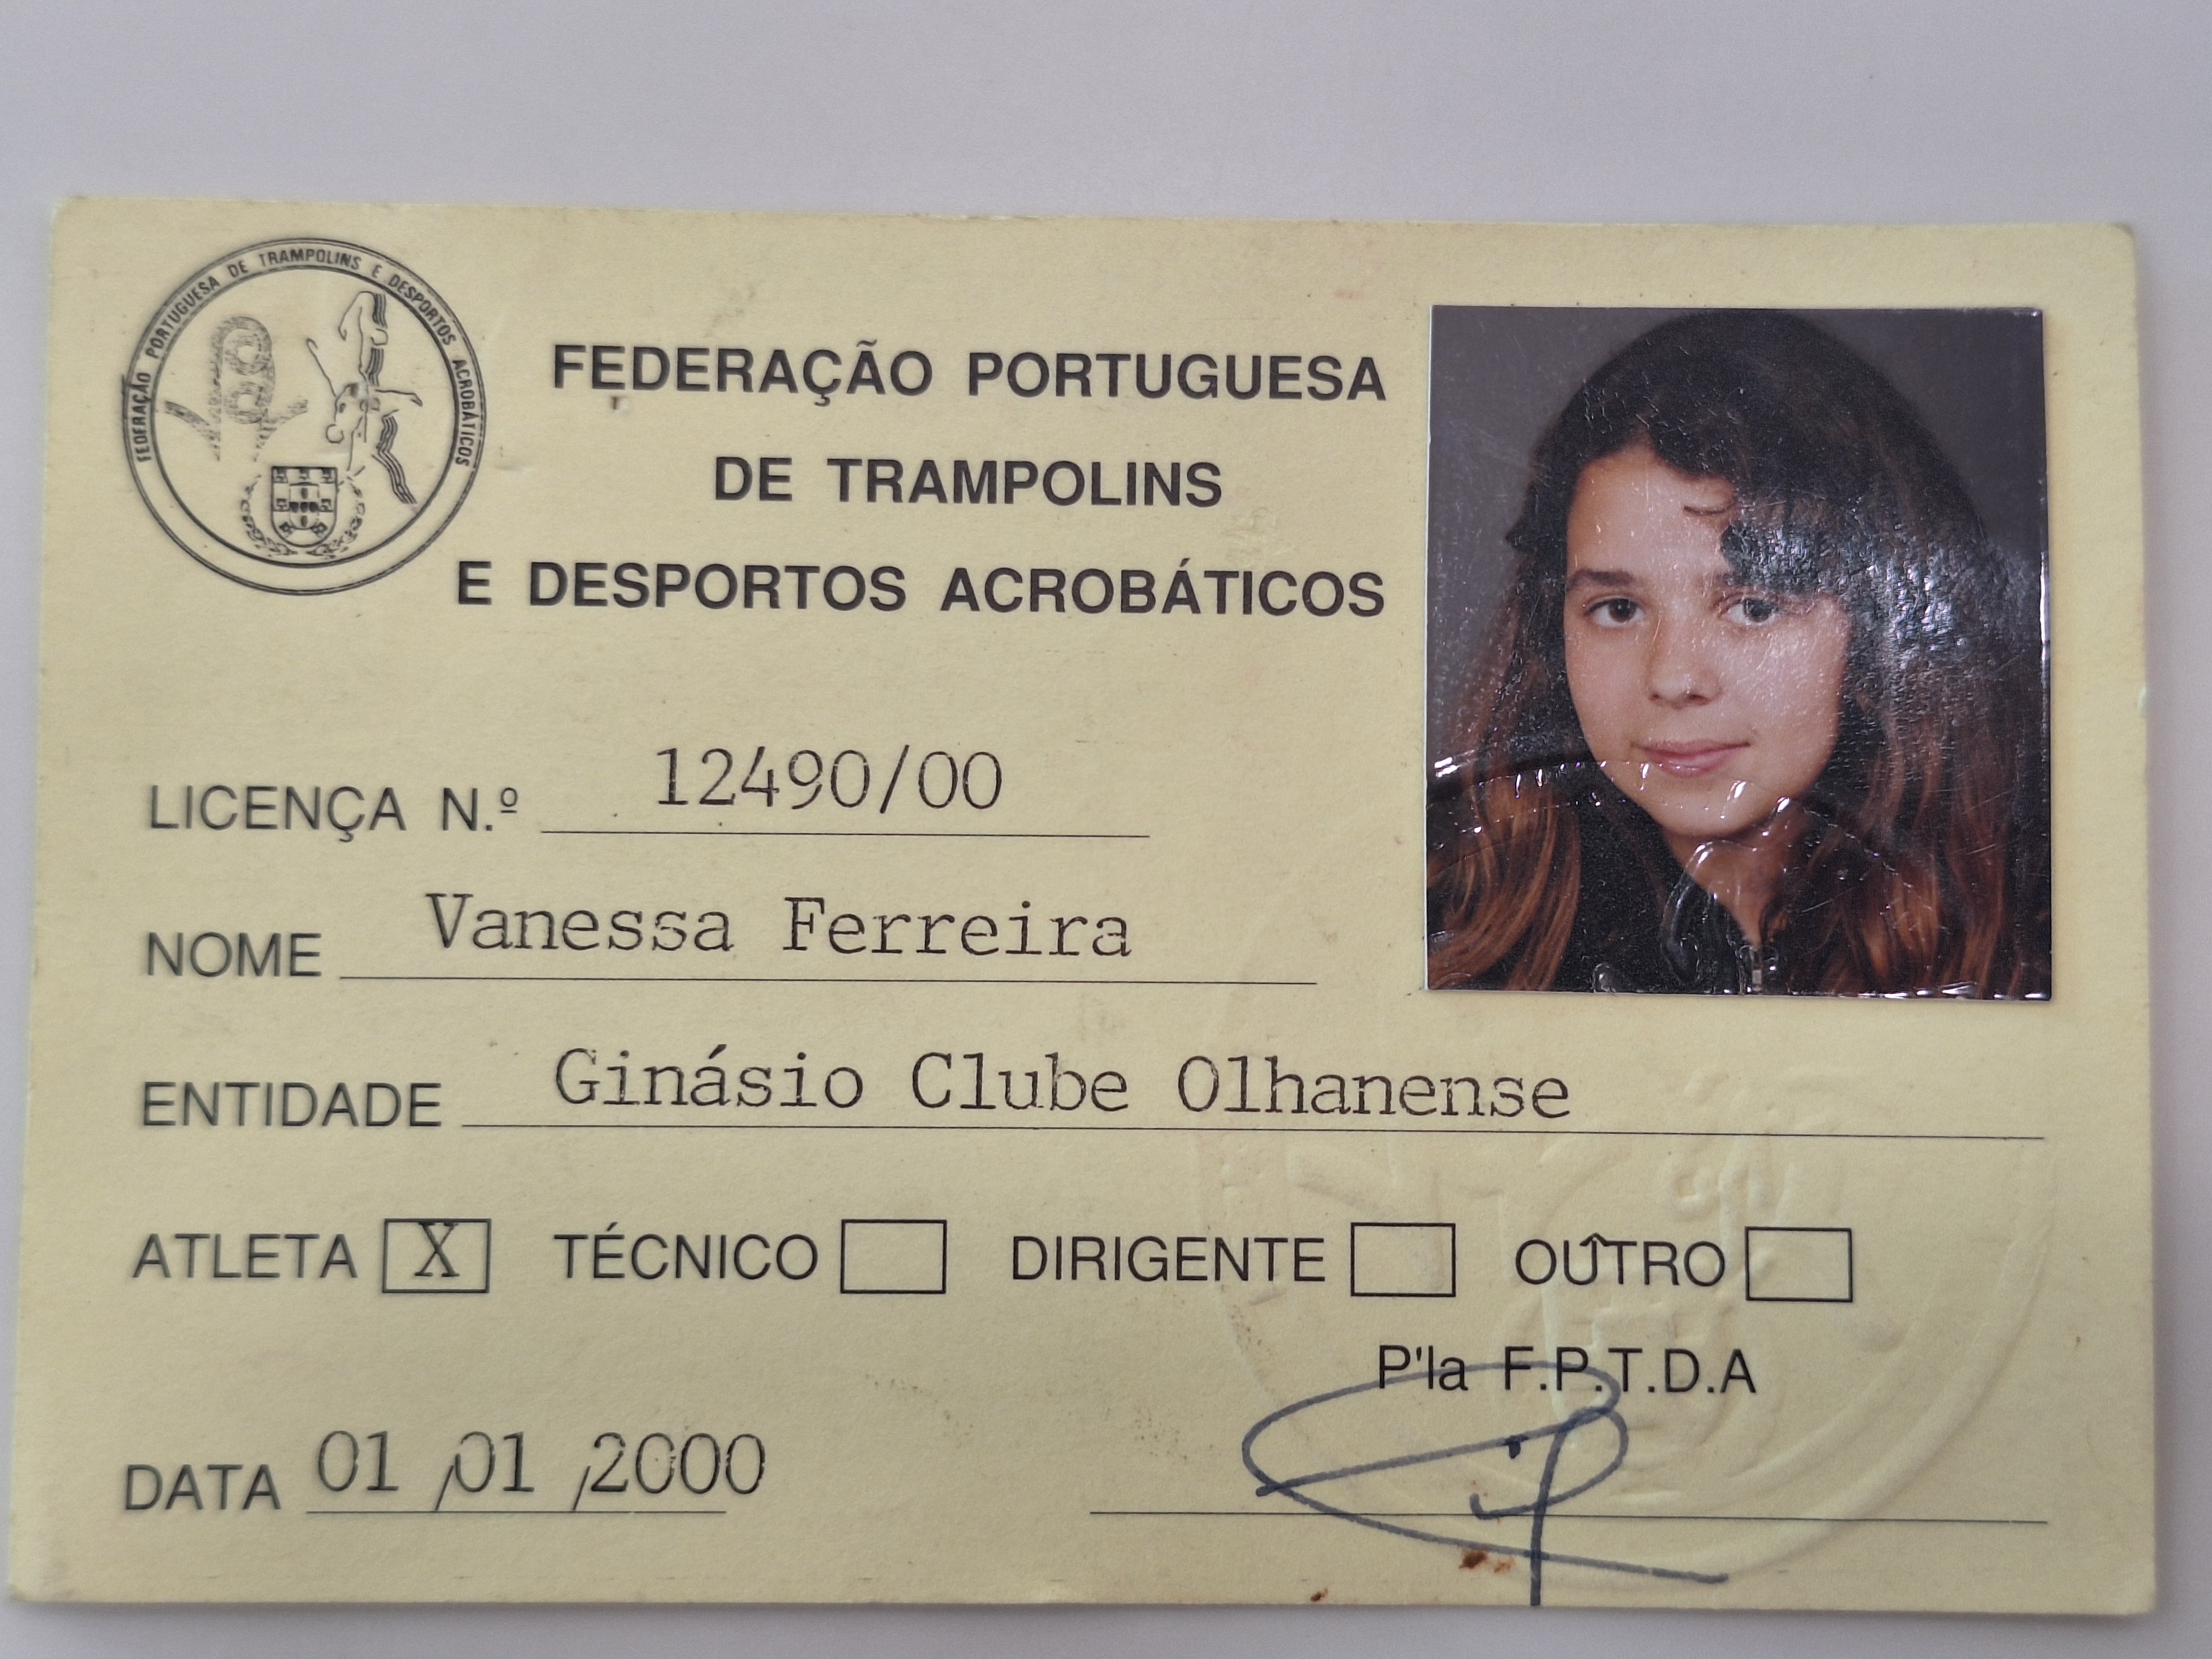 FEDERAÇÃO PORTUGUESA DE TRAMPOLINS E DESPORTOS ACROBÁTICOS
FEDERAÇÃO PORTUGUESA
DE TRAMPOLINS
E DESPORTOS ACROBÁTICOS
LICENÇA N.º 12490/00
NOME Vanessa Ferreira
ENTIDADE Ginásio Clube Olhanense
ATLETA X TÉCNICO DIRIGENTE OUTRO
P'la F.P.T.D.A
DATA 01/01/2000